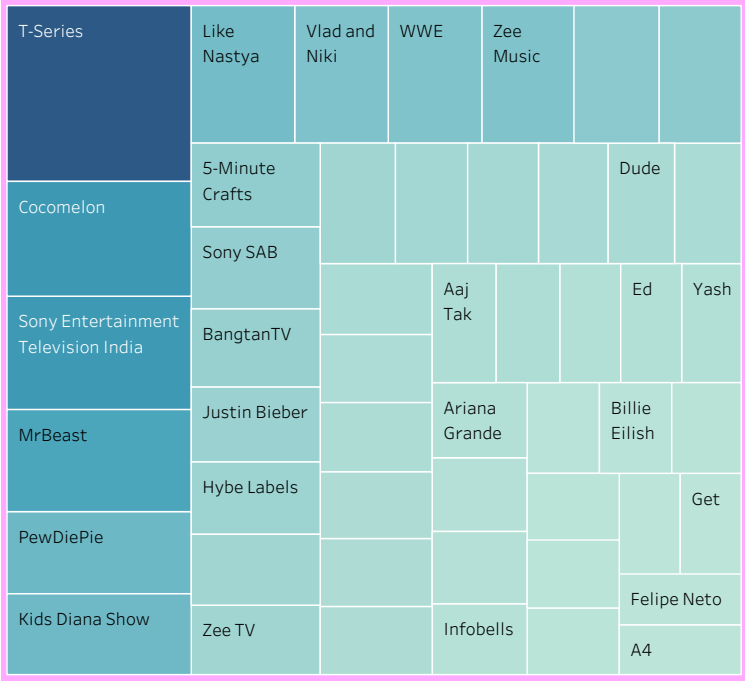 T-Series
Cocomelon
Sony Entertainment
Television India
MrBeast
PewDiePie
Kids Diana Show
Like
Nastya
Vlad and
Niki
WWE
Zee
Music
5-Minute
Crafts
Sony SAB
BangtanTV
Justin Bieber
Hybe Labels
Zee TV
Dude
Aaj
Tak
Ed
Yash
Ariana
Grande
Billie
Eilish
Get
Infobells
Felipe Neto
A4